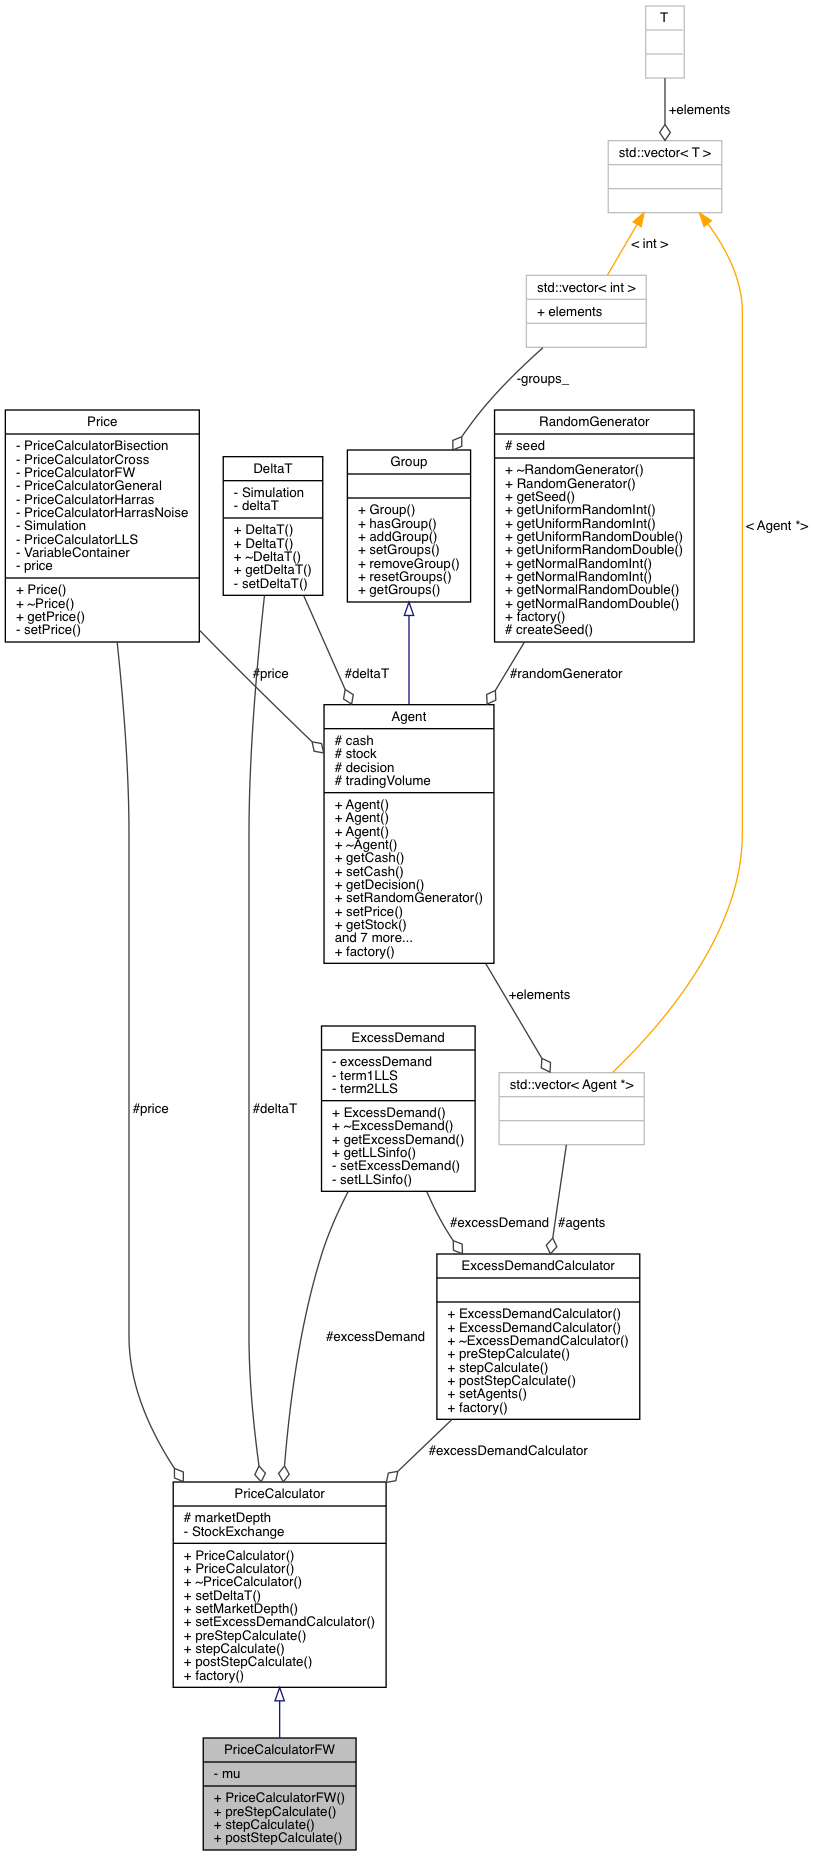 T
+elements
std::vector< T >
< int >
std::vector< int >
+ elements
-groups_
< Agent *>
Price
- PriceCalculatorBisection
- PriceCalculatorCross
- PriceCalculatorFW
- PriceCalculatorGeneral
- PriceCalculatorHarras
- PriceCalculatorHarrasNoise
- Simulation
- PriceCalculatorLLS
- VariableContainer
- price
+ Price()
+ ~Price()
+ getPrice()
- setPrice()
DeltaT
- Simulation
- deltaT
+ DeltaT()
+ DeltaT()
+ ~DeltaT()
+ getDeltaT()
- setDeltaT()
Group
+ Group()
+ hasGroup()
+ addGroup()
+ setGroups()
+ removeGroup()
+ resetGroups()
+ getGroups()
RandomGenerator
# seed
+ ~RandomGenerator()
+ RandomGenerator()
+ getSeed()
+ getUniformRandomInt()
+ getUniformRandomInt()
+ getUniformRandomDouble()
+ getUniformRandomDouble()
+ getNormalRandomInt()
+ getNormalRandomInt()
+ getNormalRandomDouble()
+ getNormalRandomDouble()
+ factory()
# createSeed()
#price
#deltaT
#randomGenerator
Agent
# cash
# stock
# decision
# tradingVolume
+ Agent()
+ Agent()
+ Agent()
+ ~Agent()
+ getCash()
+ setCash()
+ getDecision()
+ setRandomGenerator()
+ setPrice()
+ getStock()
and 7 more...
+ factory()
+elements
ExcessDemand
- excessDemand
- term1LLS
- term2LLS
+ ExcessDemand()
+ ~ExcessDemand()
+ getExcessDemand()
+ getLLSinfo()
- setExcessDemand()
- setLLSinfo()
std::vector< Agent *>
#price
#deltaT
#excessDemand
#agents
ExcessDemandCalculator
+ ExcessDemandCalculator()
+ ExcessDemandCalculator()
+ ~ExcessDemandCalculator()
+ preStepCalculate()
+ stepCalculate()
+ postStepCalculate()
+ setAgents()
+ factory()
#excessDemand
#excessDemandCalculator
PriceCalculator
# marketDepth
- StockExchange
+ PriceCalculator()
+ PriceCalculator()
+ ~PriceCalculator()
+ setDeltaT()
+ setMarketDepth()
+ setExcessDemandCalculator()
+ preStepCalculate()
+ stepCalculate()
+ postStepCalculate()
+ factory()
PriceCalculatorFW
- mu
+ PriceCalculatorFW()
+ preStepCalculate()
+ stepCalculate()
+ postStepCalculate()